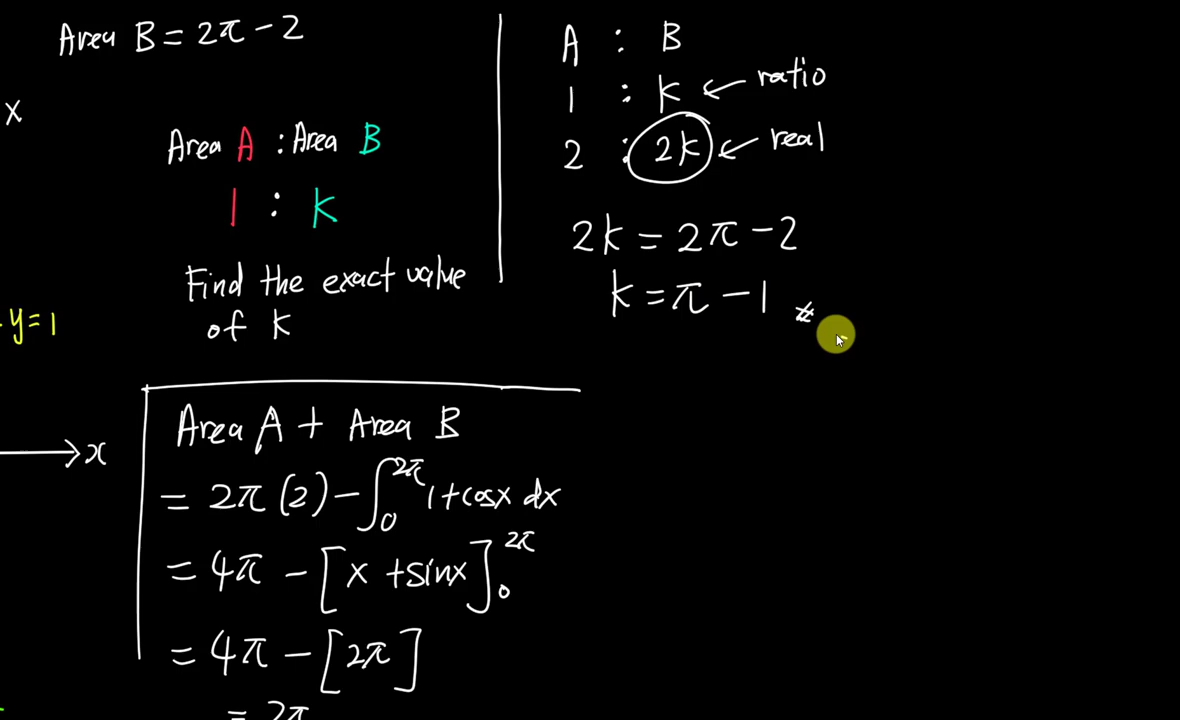 Area B = 2π - 2
x
Area A : Area B
1 : k
Find the exact value
of k
y = 1
A : B
1 : k ← ratio
2 : 2k ← real
2k = 2π - 2
k = π - 1 #
x
Area A + Area B
= 2π(2) - ∫₀^2π 1 + cosx dx
= 4π - [x + sinx]₀^2π
= 4π - [2π]
= 2π